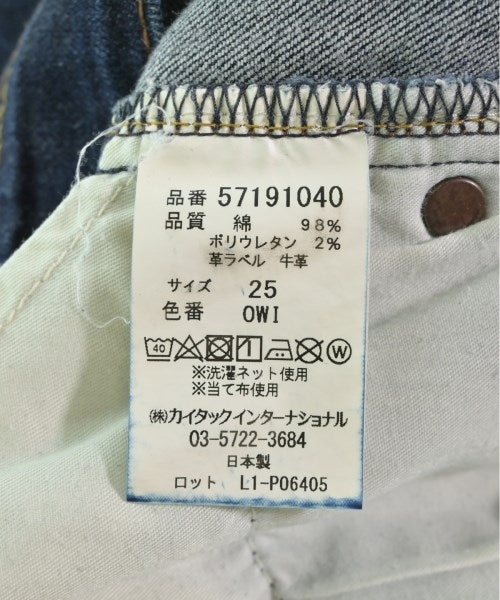 品番 57191040
品質 綿 98%
ポリウレタン 2%
革ラベル 牛革
サイズ 25
色番 OWI
40 W
※洗濯ネット使用
※当て布使用
㈱カイタックインターナショナル
03-5722-3684
日本製
ロット L1-P06405